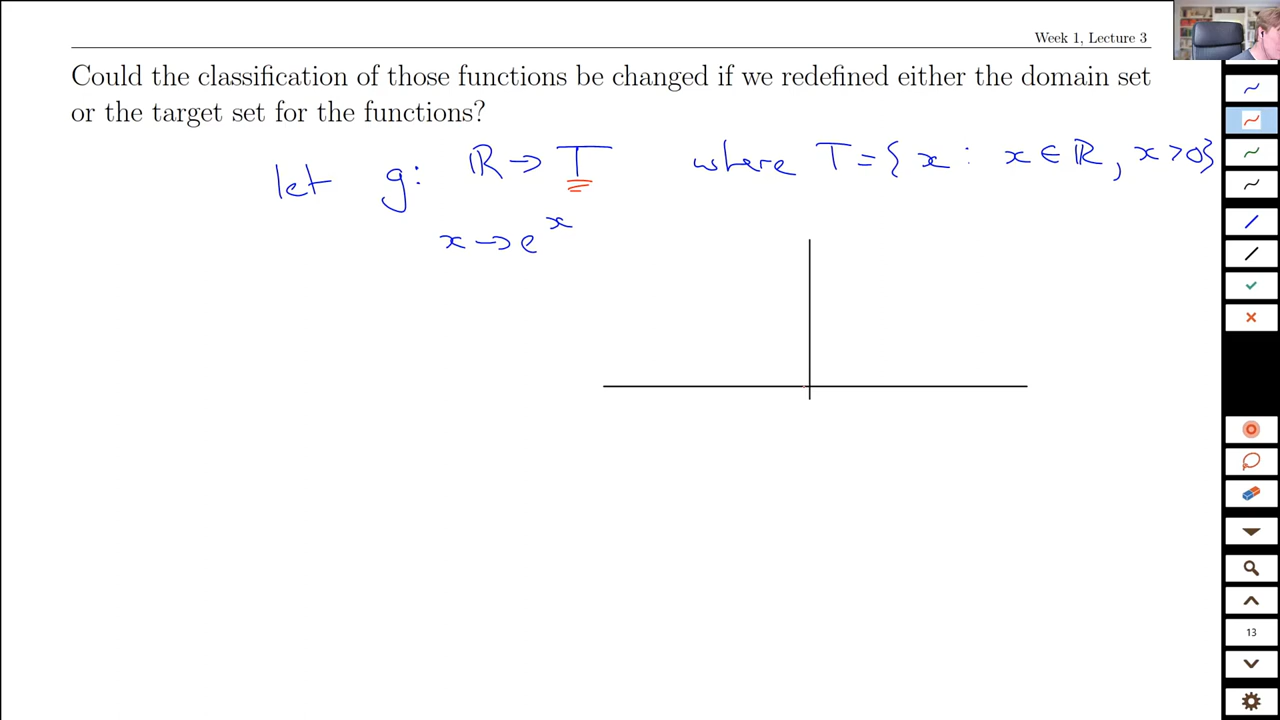 Week 1, Lecture 3
Could the classification of those functions be changed if we redefined either the domain set
or the target set for the functions?
let g: ℝ → T where T = { x : x ∈ ℝ, x > 0}
x → eˣ
13